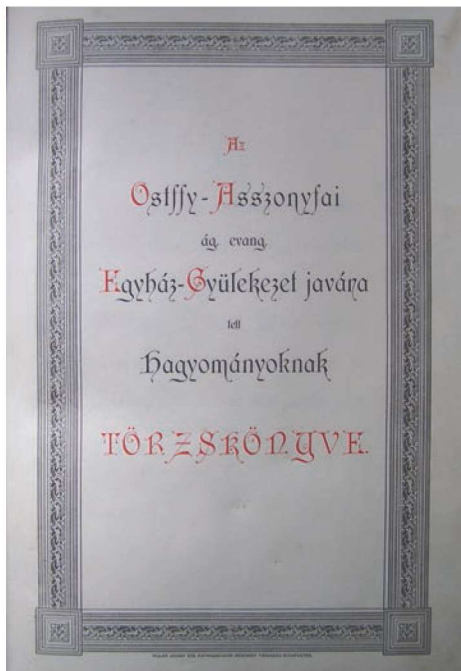 Az
Ostffy-Asszonyfai
ág. evang.
Egyház-Gyülekezet javára
tett
hagyományoknak
TÖRZSKÖNYVE.